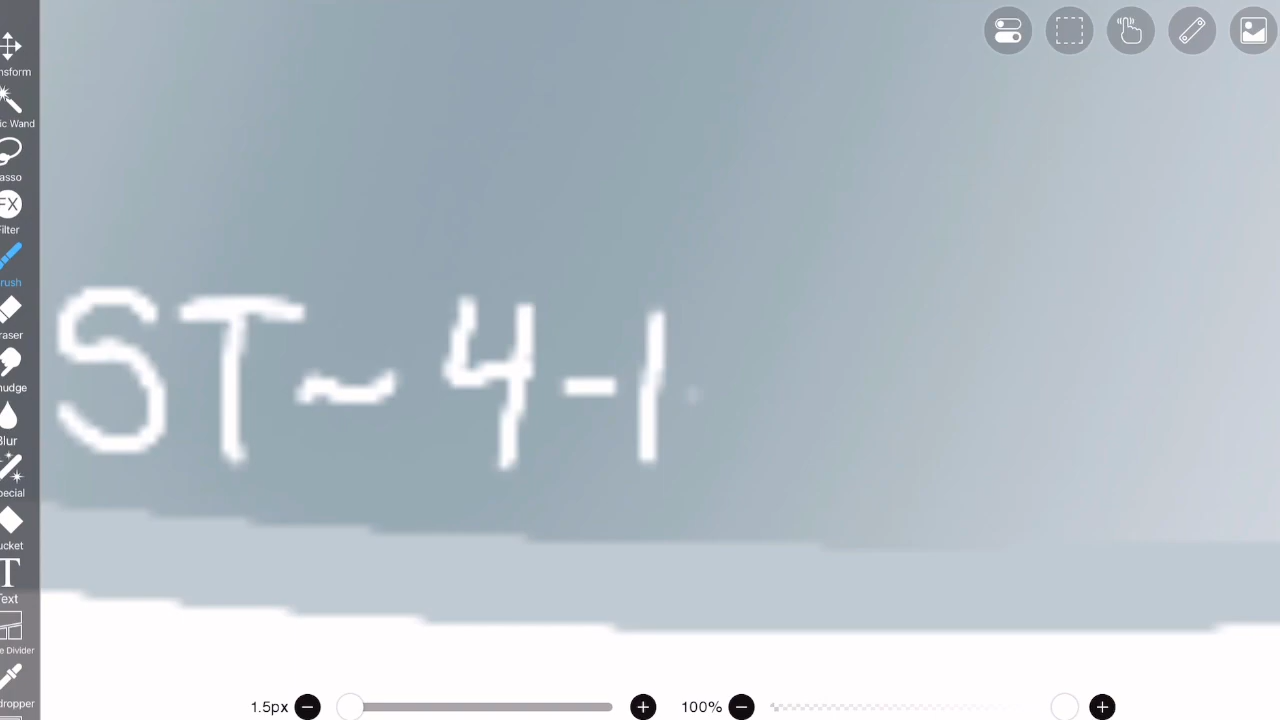 nsform
ic Wand
asso
FX
ilter
rush
raser
mudge
Blur
pecial
ucket
T
Text
e Divider
dropper
ST~4-1
1.5px
100%